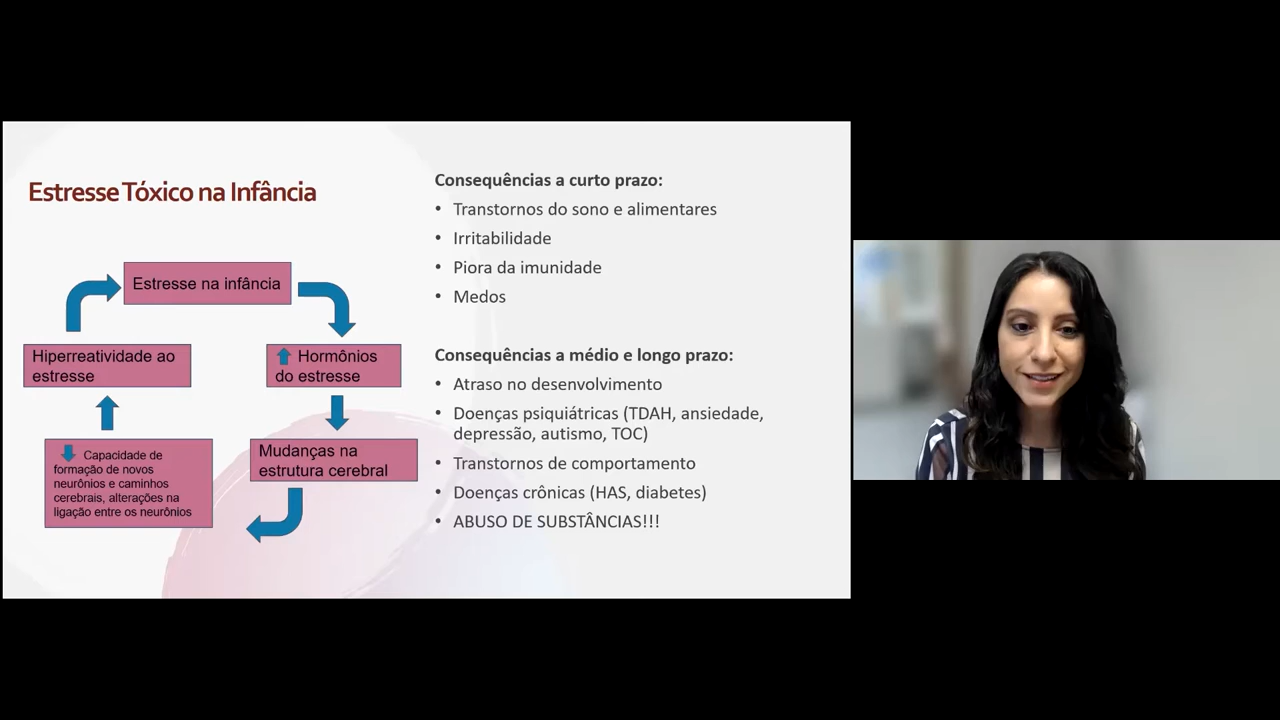 Estresse Tóxico na Infância
Estresse na infância
Hormônios
do estresse
Mudanças na
estrutura cerebral
Capacidade de
formação de novos
neurônios e caminhos
cerebrais, alterações na
ligação entre os neurônios
Hiperreatividade ao
estresse
Consequências a curto prazo:
• Transtornos do sono e alimentares
• Irritabilidade
• Piora da imunidade
• Medos
Consequências a médio e longo prazo:
• Atraso no desenvolvimento
• Doenças psiquiátricas (TDAH, ansiedade,
depressão, autismo, TOC)
• Transtornos de comportamento
• Doenças crônicas (HAS, diabetes)
• ABUSO DE SUBSTÂNCIAS!!!